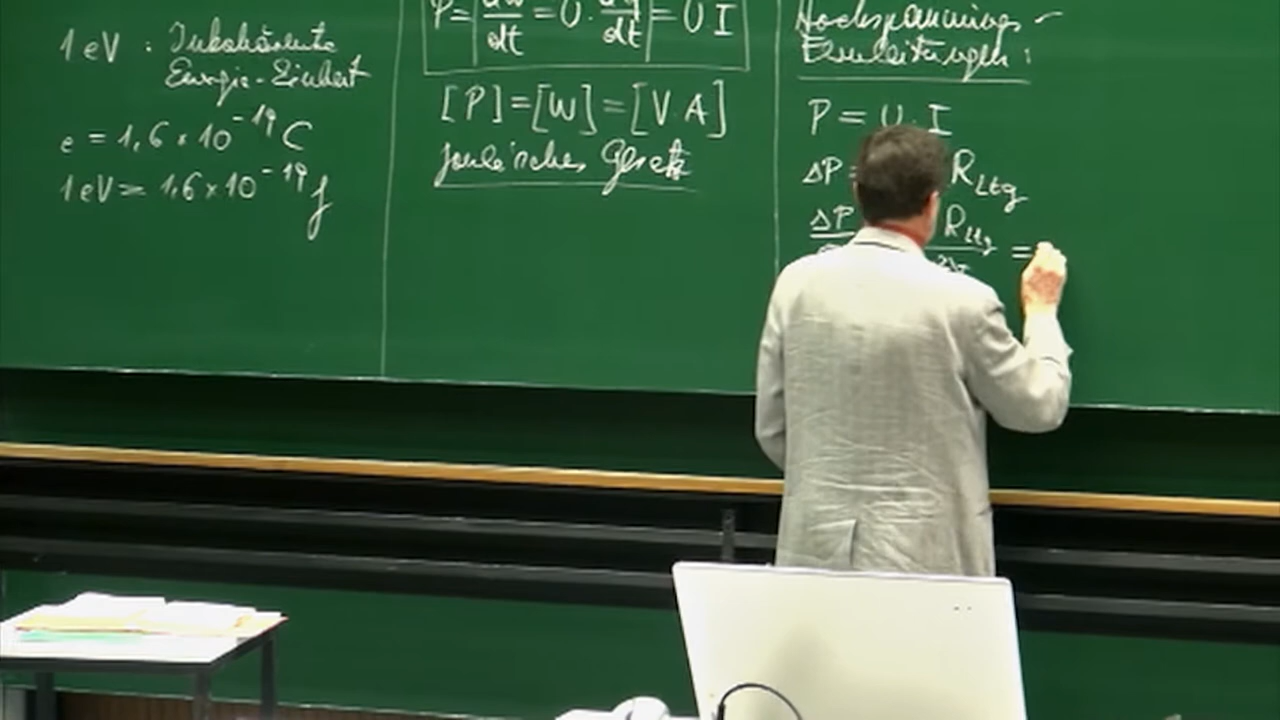 1 eV : Inkohärente
Energie-Einheit
e = 1,6 × 10⁻¹⁹ C
1 eV = 1,6 × 10⁻¹⁹ J
P = dW/dt = U · dq/dt = U I
[P] = [W] = [V A]
Joule'sches Gesetz
Hochspannungs-
Fernleitungen:
P = U · I
ΔP = R_Ltg
ΔP R_Ltg =